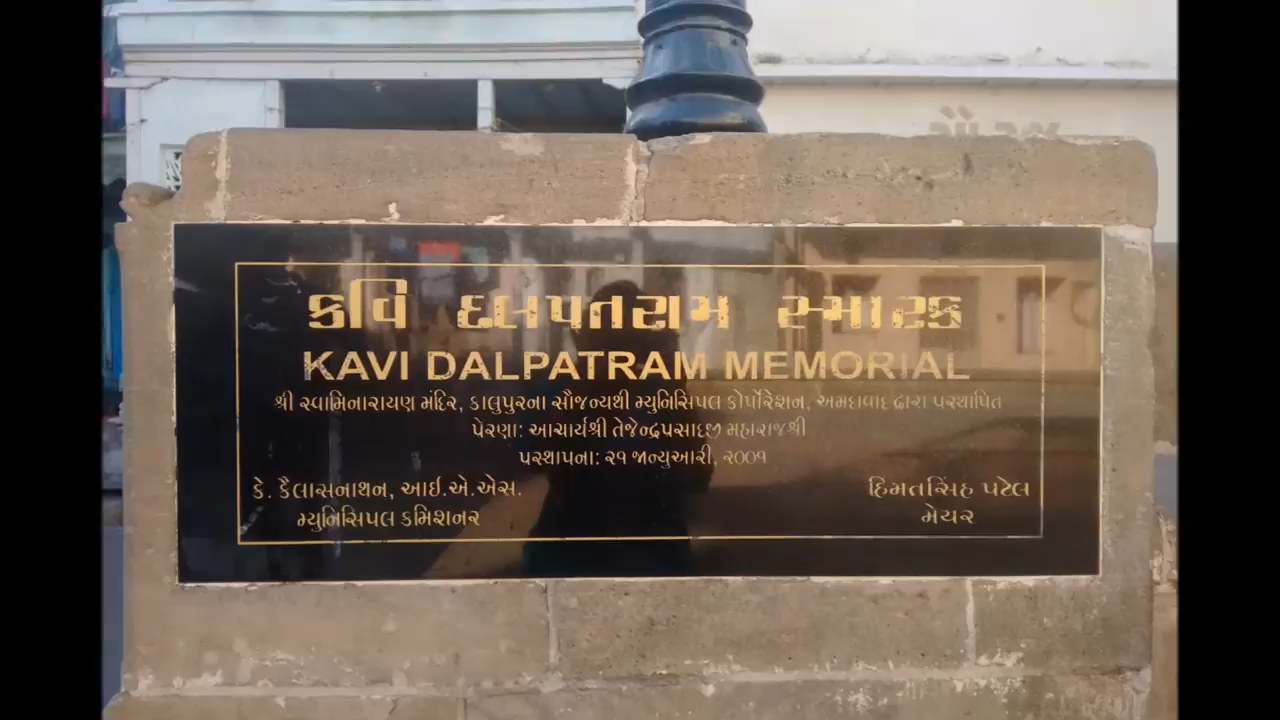 કવિ દલપતરામ સ્મારક
KAVI DALPATRAM MEMORIAL
શ્રી સ્વામિનારાયણ મંદિર, કાલુપુરના સૌજન્યથી મ્યુનિસિપલ કોર્પોરેશન, અમદાવાદ દ્વારા પ્રસ્થાપિત
પ્રેરણા: આચાર્યશ્રી તેજેન્દ્રપ્રસાદજી મહારાજશ્રી
પ્રસ્થાપના: ૨૧ જાન્યુઆરી, ૨૦૦૧
કે. કૈલાસનાથન, આઈ.એ.એસ.
મ્યુનિસિપલ કમિશનર
હિંમતસિંહ પટેલ
મેયર